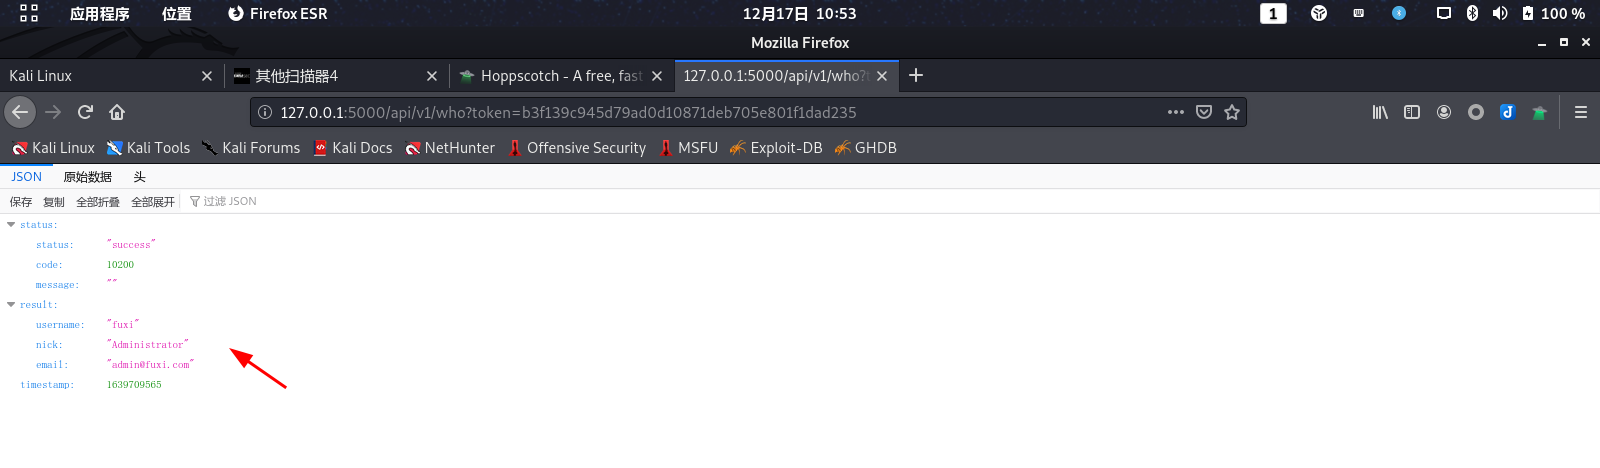 应用程序 位置 Firefox ESR 12月17日 10:53 1 100 %
Mozilla Firefox
Kali Linux 其他扫描器4 Hoppscotch - A free, fast 127.0.0.1:5000/api/v1/who?t
127.0.0.1:5000/api/v1/who?token=b3f139c945d79ad0d10871deb705e801f1dad235
Kali Linux Kali Tools Kali Forums Kali Docs NetHunter Offensive Security MSFU Exploit-DB GHDB
JSON 原始数据 头
保存 复制 全部折叠 全部展开 过滤 JSON
status:
status: "success"
code: 10200
message: ""
result:
username: "fuxi"
nick: "Administrator"
email: "admin@fuxi.com"
timestamp: 1639709565